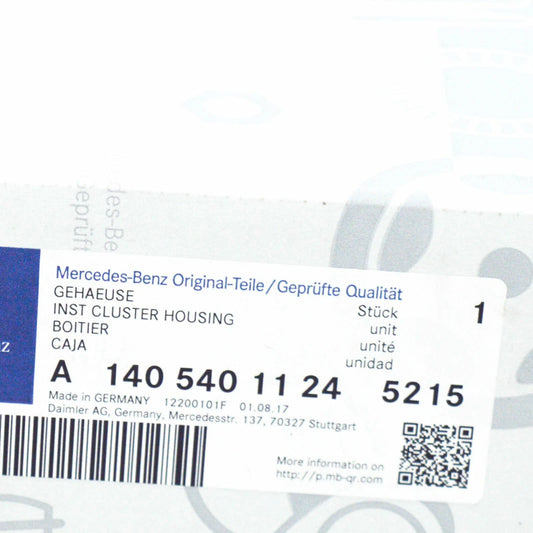 Mercedes-Benz Original-Teile/Geprüfte Qualität
GEHAEUSE
INST CLUSTER HOUSING
BOITIER
CAJA
Stück 1
unit
unité
unidad
A 140 540 11 24 5215
Made in GERMANY 12200101F 01.08.17
Daimler AG, Germany, Mercedesstr. 137, 70327 Stuttgart
More information on
http://p.mb-qr.com